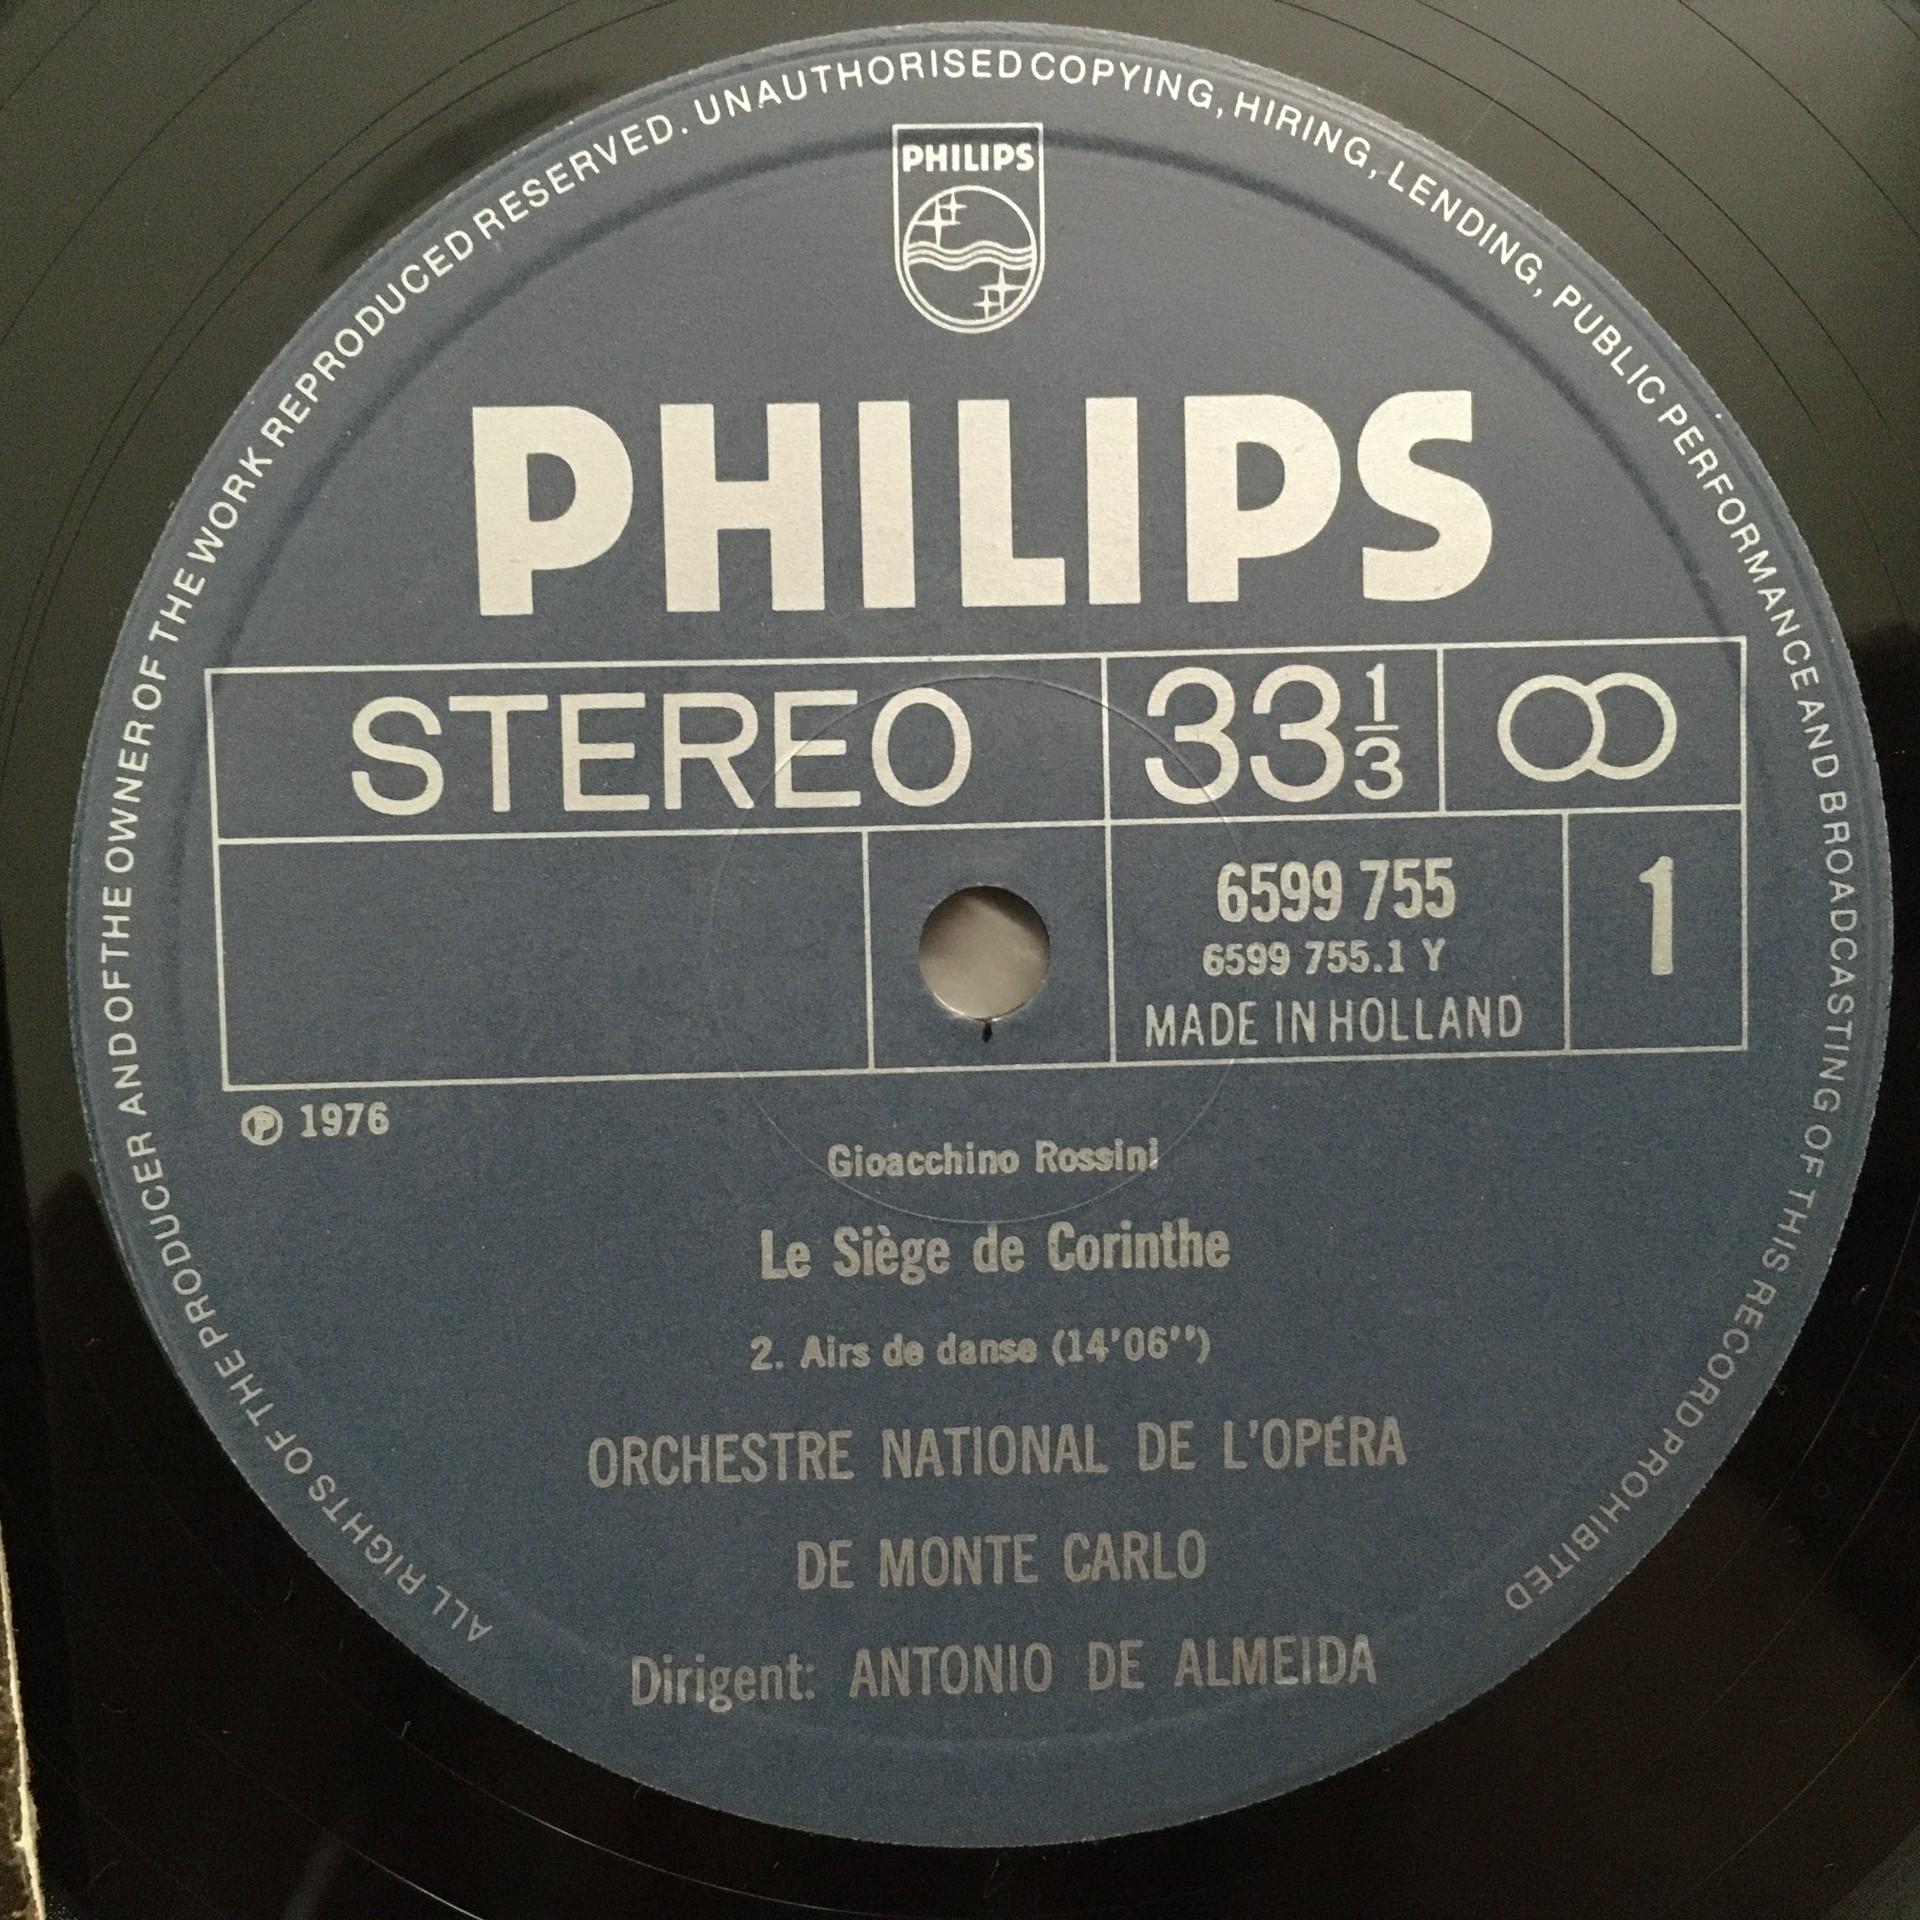 ALL RIGHTS OF THE PRODUCER AND OF THE OWNER OF THE WORK REPRODUCED RESERVED. UNAUTHORISED COPYING, HIRING, LENDING, PUBLIC PERFORMANCE AND BROADCASTING OF THIS RECORD PROHIBITED
PHILIPS
PHILIPS
STEREO 33 1/3
6599 755 1
6599 755.1 Y
MADE IN HOLLAND
℗ 1976
Gioacchino Rossini
Le Siège de Corinthe
2. Airs de danse (14'06'')
ORCHESTRE NATIONAL DE L'OPÉRA
DE MONTE CARLO
Dirigent: ANTONIO DE ALMEIDA